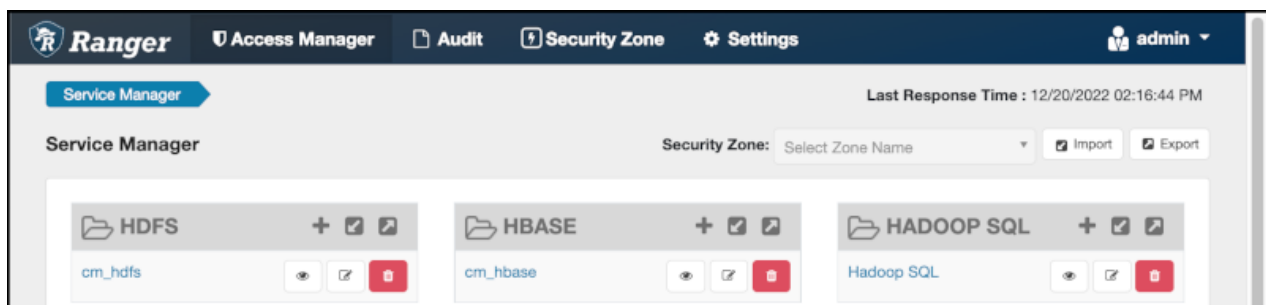 Ranger Access Manager Audit Security Zone Settings admin
Service Manager Last Response Time : 12/20/2022 02:16:44 PM
Service Manager Security Zone: Select Zone Name Import Export
HDFS HBASE HADOOP SQL
cm_hdfs cm_hbase Hadoop SQL